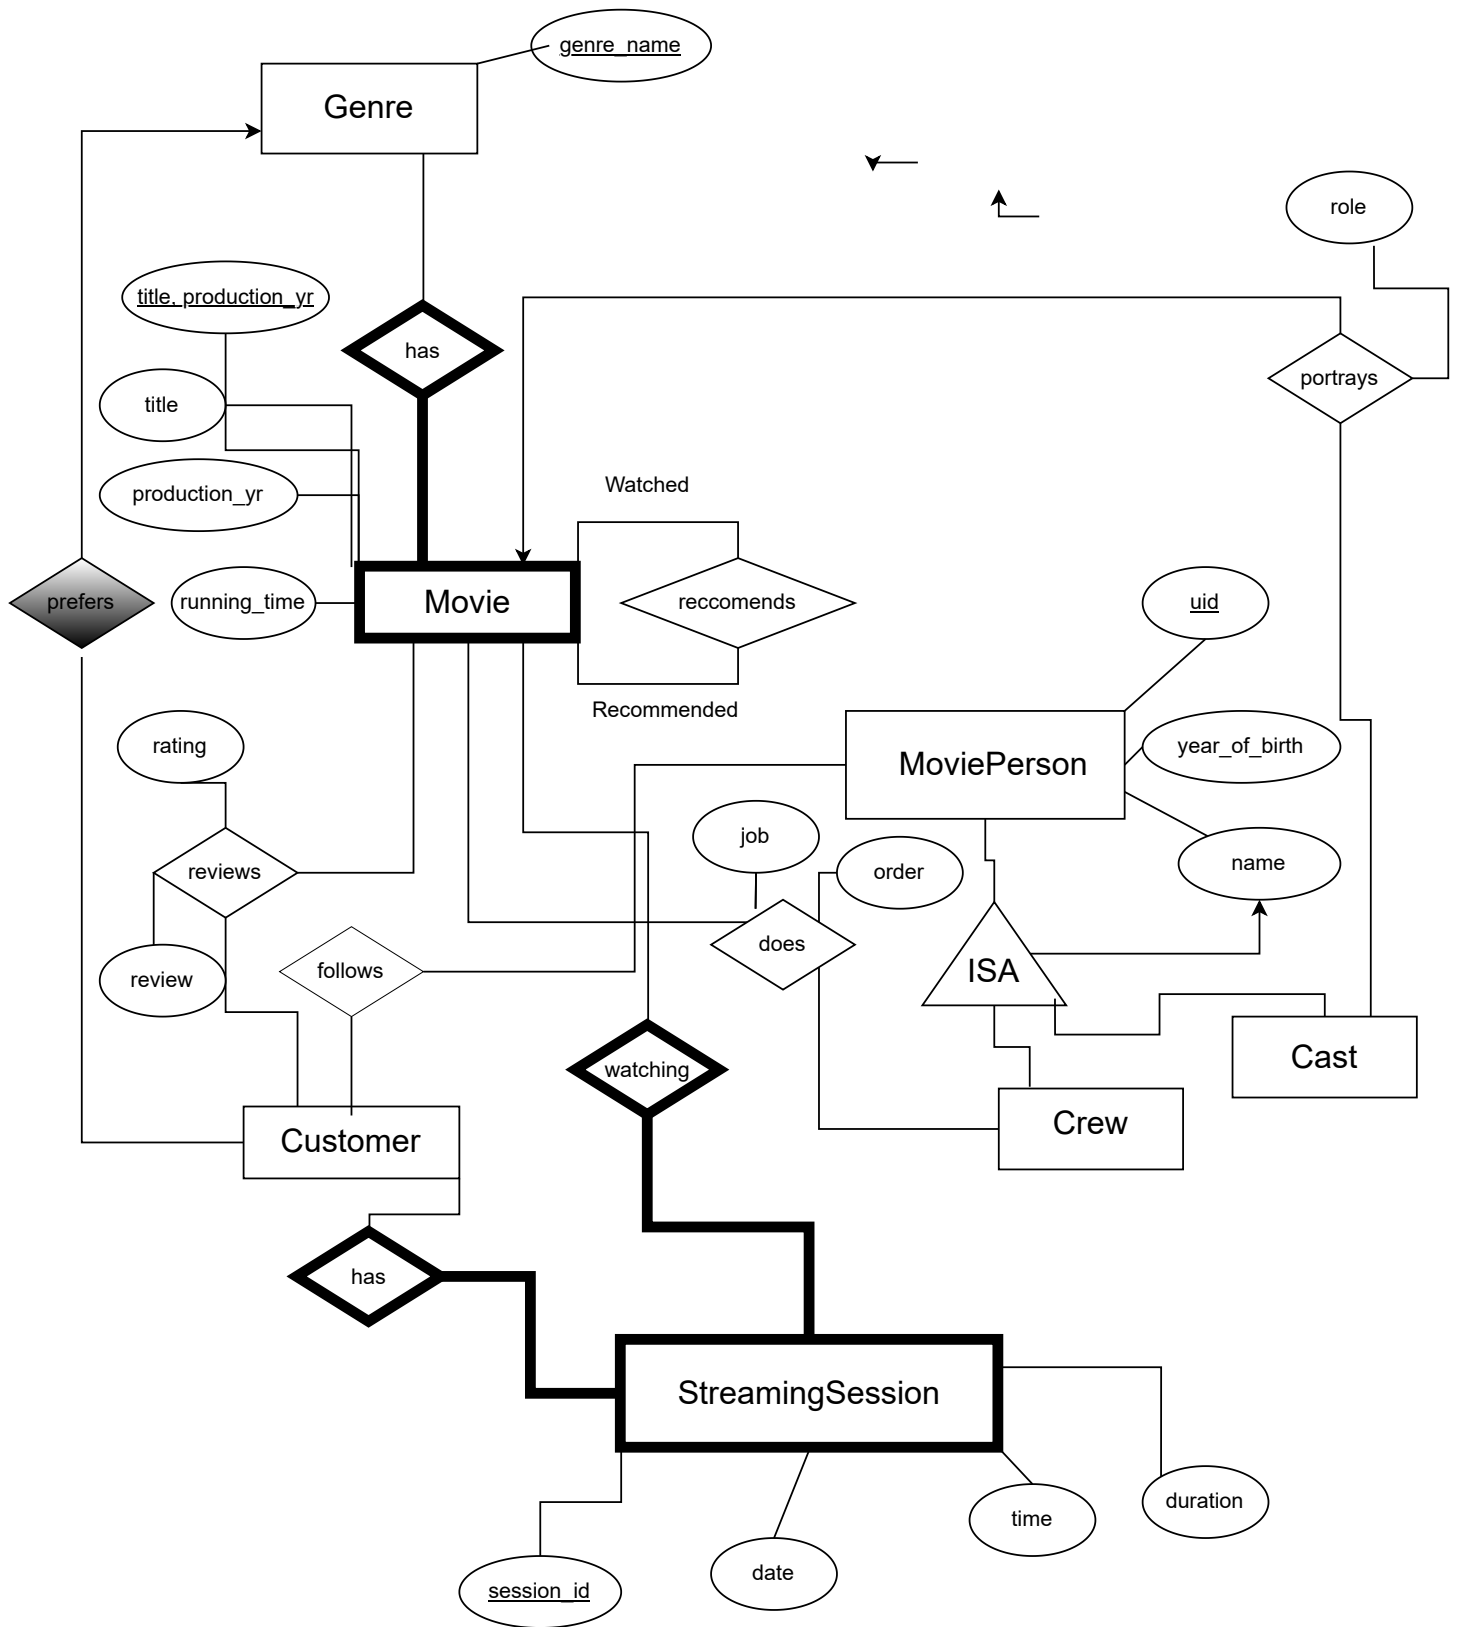 genre_name
Genre
role
title, production_yr
has
portrays
title
Watched
production_yr
prefers
running_time
Movie
reccomends
uid
Recommended
rating
year_of_birth
MoviePerson
job
order
name
reviews
does
follows
ISA
review
watching
Cast
Crew
Customer
has
StreamingSession
duration
time
date
session_id